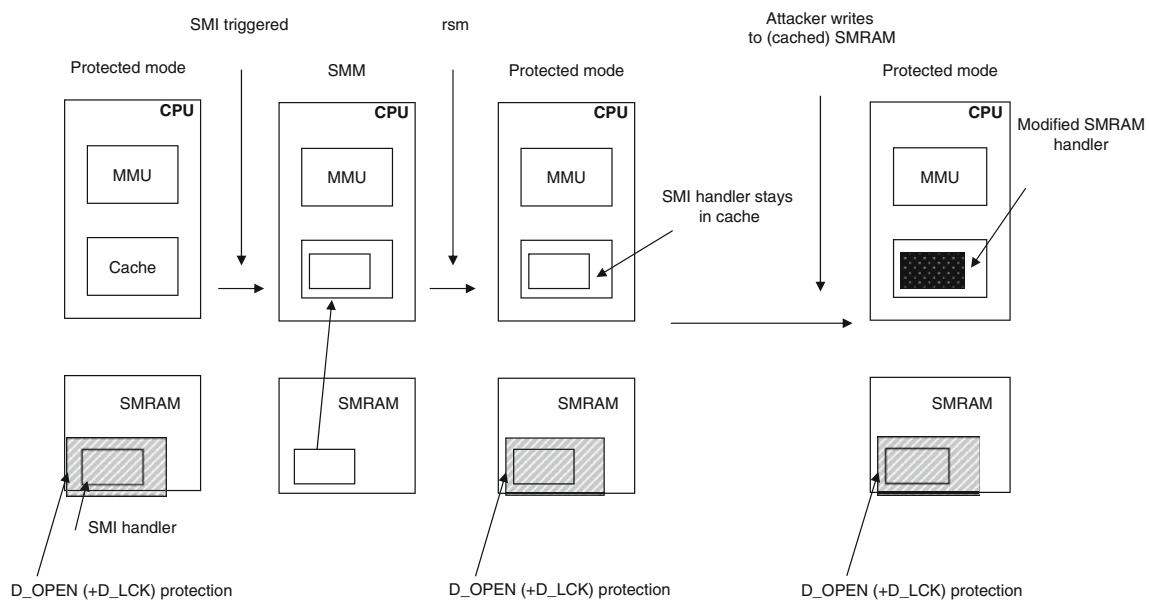 SMI triggered
rsm
Attacker writes
to (cached) SMRAM
Protected mode
SMM
Protected mode
Protected mode
CPU
CPU
CPU
CPU
Modified SMRAM
handler
MMU
MMU
MMU
MMU
SMI handler stays
in cache
Cache
SMRAM
SMRAM
SMRAM
SMRAM
SMI handler
D_OPEN (+D_LCK) protection
D_OPEN (+D_LCK) protection
D_OPEN (+D_LCK) protection